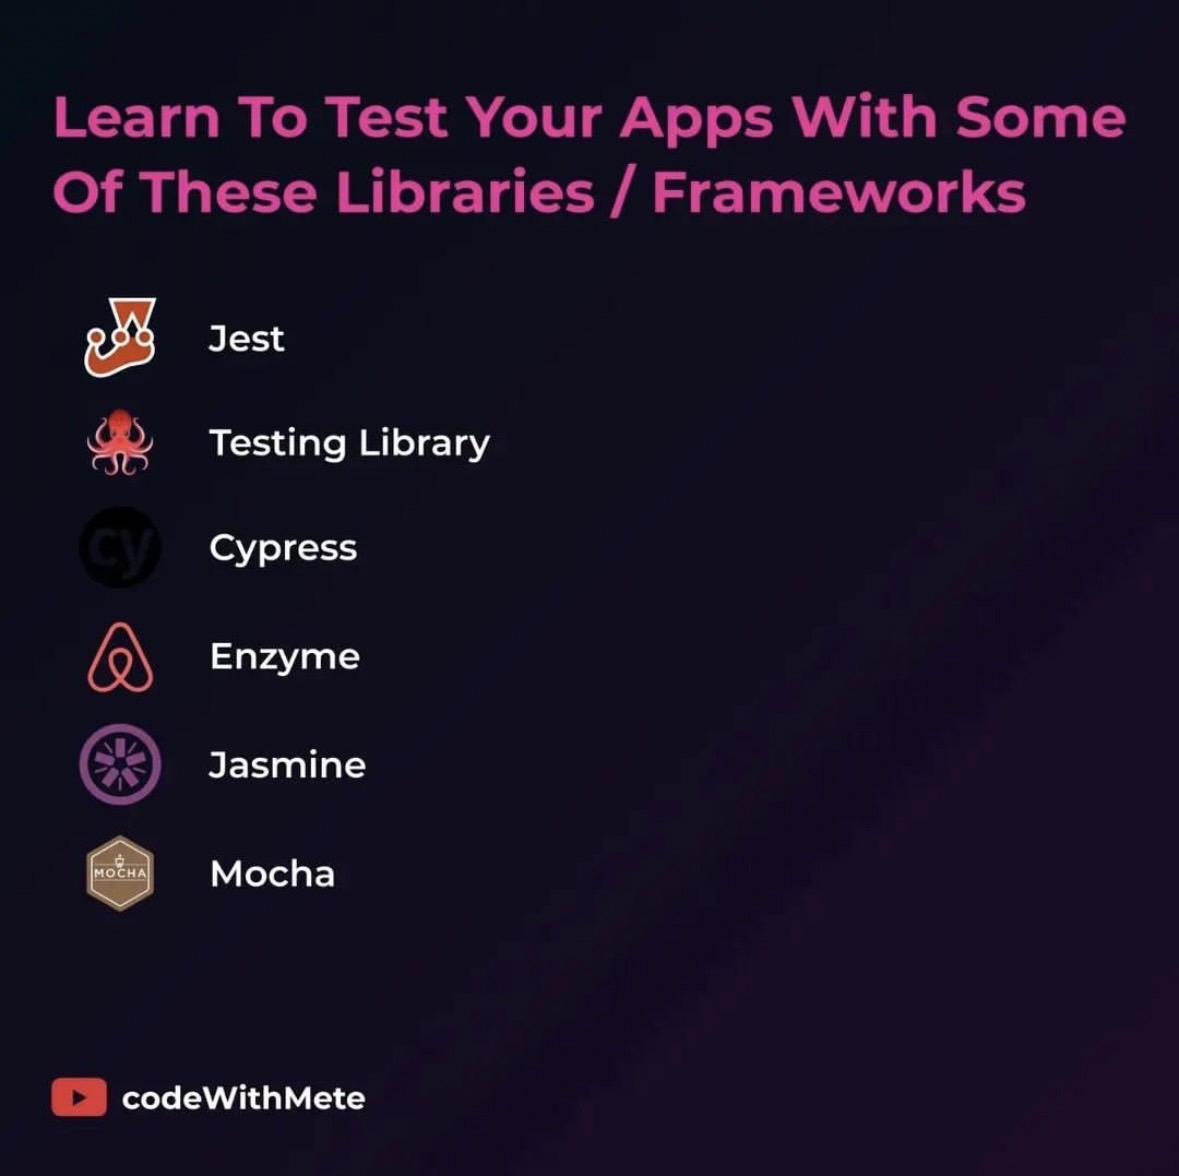 Learn To Test Your Apps With Some
Of These Libraries / Frameworks
Jest
Testing Library
cy
Cypress
Enzyme
Jasmine
MOCHA
Mocha
codeWithMete